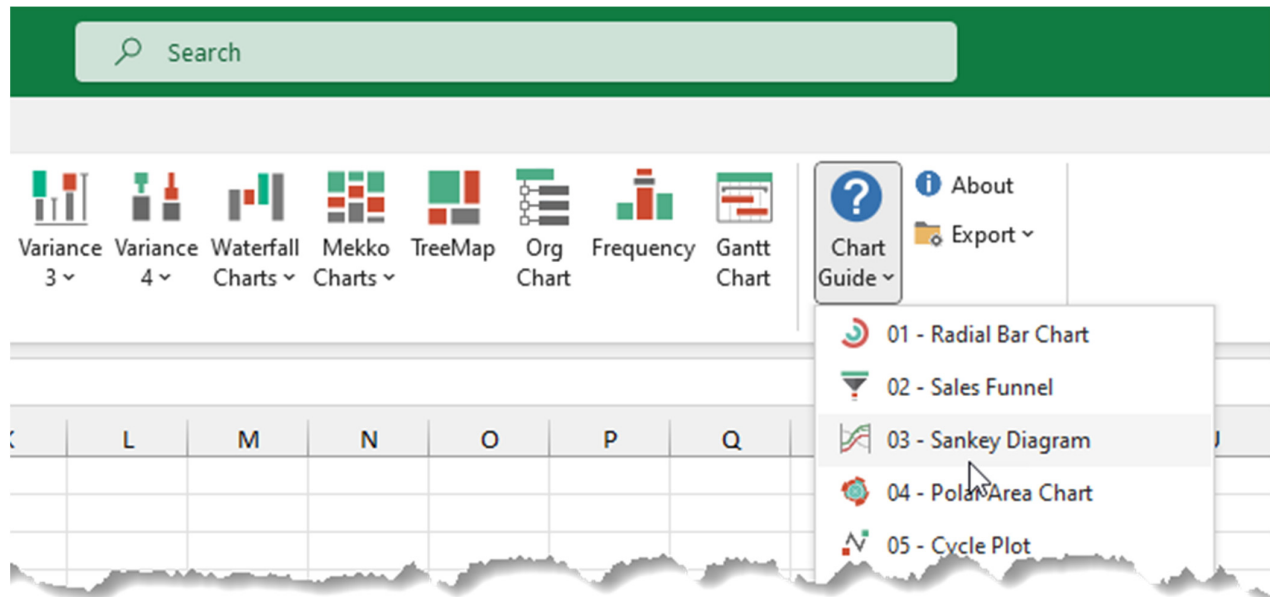 Search
Variance
3
Variance
4
Waterfall
Charts
Mekko
Charts
TreeMap
Org
Chart
Frequency
Gantt
Chart
Chart
Guide
About
Export
01 - Radial Bar Chart
02 - Sales Funnel
03 - Sankey Diagram
04 - Polar Area Chart
05 - Cycle Plot
L M N O P Q